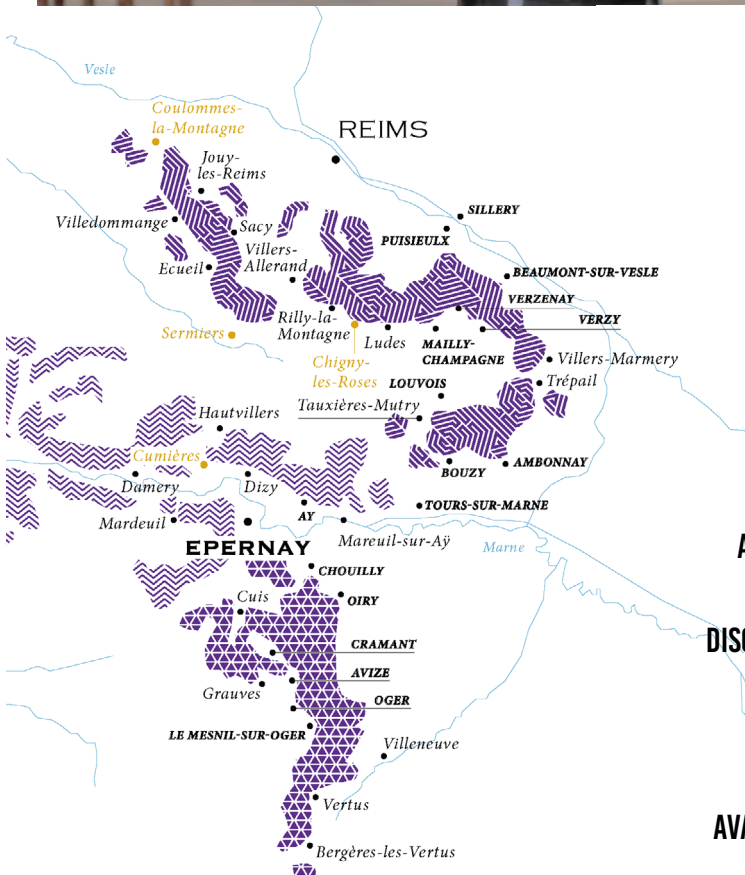 Vesle
Coulommes-
la-Montagne
REIMS
Jouy-
les-Reims
SILLERY
Villedommange
Sacy
PUISIEULX
Villers-
Allerand
Ecueil
BEAUMONT-SUR-VESLE
VERZENAY
Rilly-la-
Montagne
VERZY
Sermiers
Ludes
MAILLY-
CHAMPAGNE
Chigny-
les-Roses
Villers-Marmery
LOUVOIS
Trépail
Tauxières-Mutry
Hautvillers
Cumières
BOUZY
AMBONNAY
Damery
Dizy
TOURS-SUR-MARNE
AY
Mardeuil
Mareuil-sur-Aÿ
EPERNAY
Marne
CHOUILLY
Cuis
OIRY
CRAMANT
AVIZE
Grauves
OGER
LE MESNIL-SUR-OGER
Villeneuve
Vertus
Bergères-les-Vertus